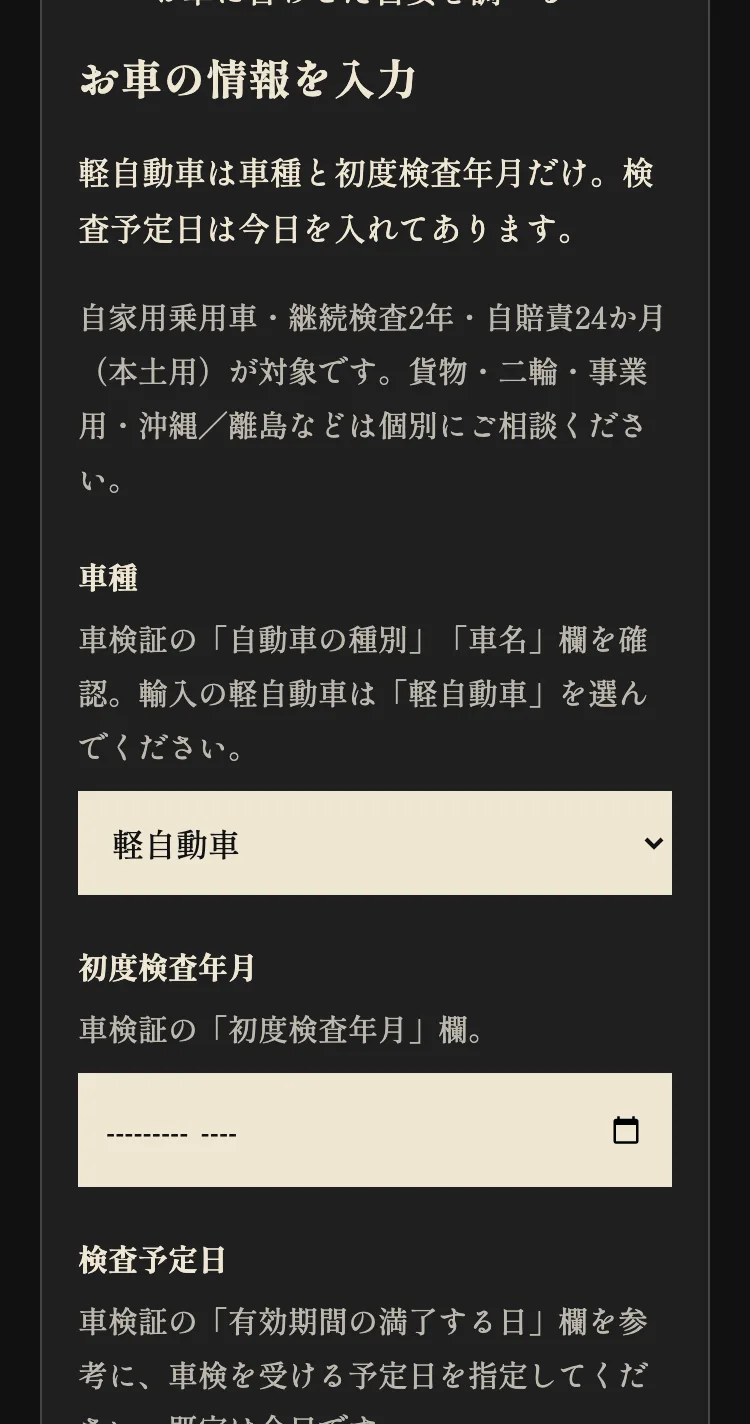 お車の情報を入力
軽自動車は車種と初度検査年月だけ。検
査予定日は今日を入れてあります。
自家用乗用車・継続検査2年・自賠責24か月
（本土用）が対象です。貨物・二輪・事業
用・沖縄／離島などは個別にご相談くださ
い。
車種
車検証の「自動車の種別」「車名」欄を確
認。輸入の軽自動車は「軽自動車」を選ん
でください。
軽自動車
初度検査年月
車検証の「初度検査年月」欄。
--------- ----
検査予定日
車検証の「有効期間の満了する日」欄を参
考に、車検を受ける予定日を指定してくだ